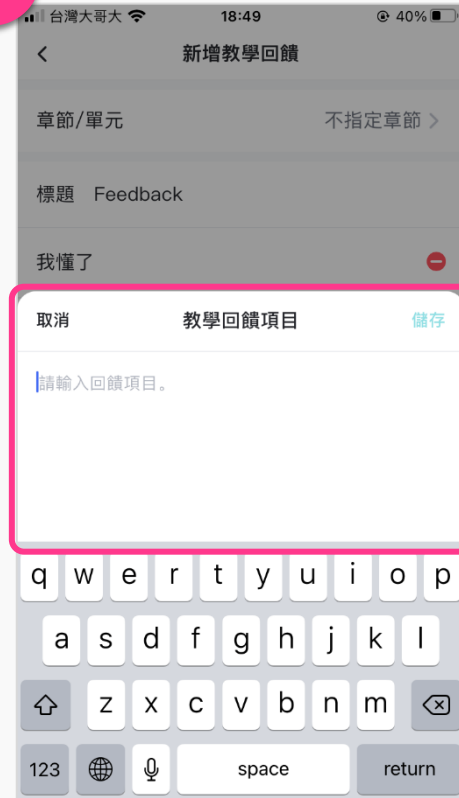 台灣大哥大 18:49 40%
新增教學回饋
章節/單元 不指定章節
標題 Feedback
我懂了
取消 教學回饋項目 儲存
請輸入回饋項目。
q w e r t y u i o p
a s d f g h j k l
z x c v b n m
123 space return